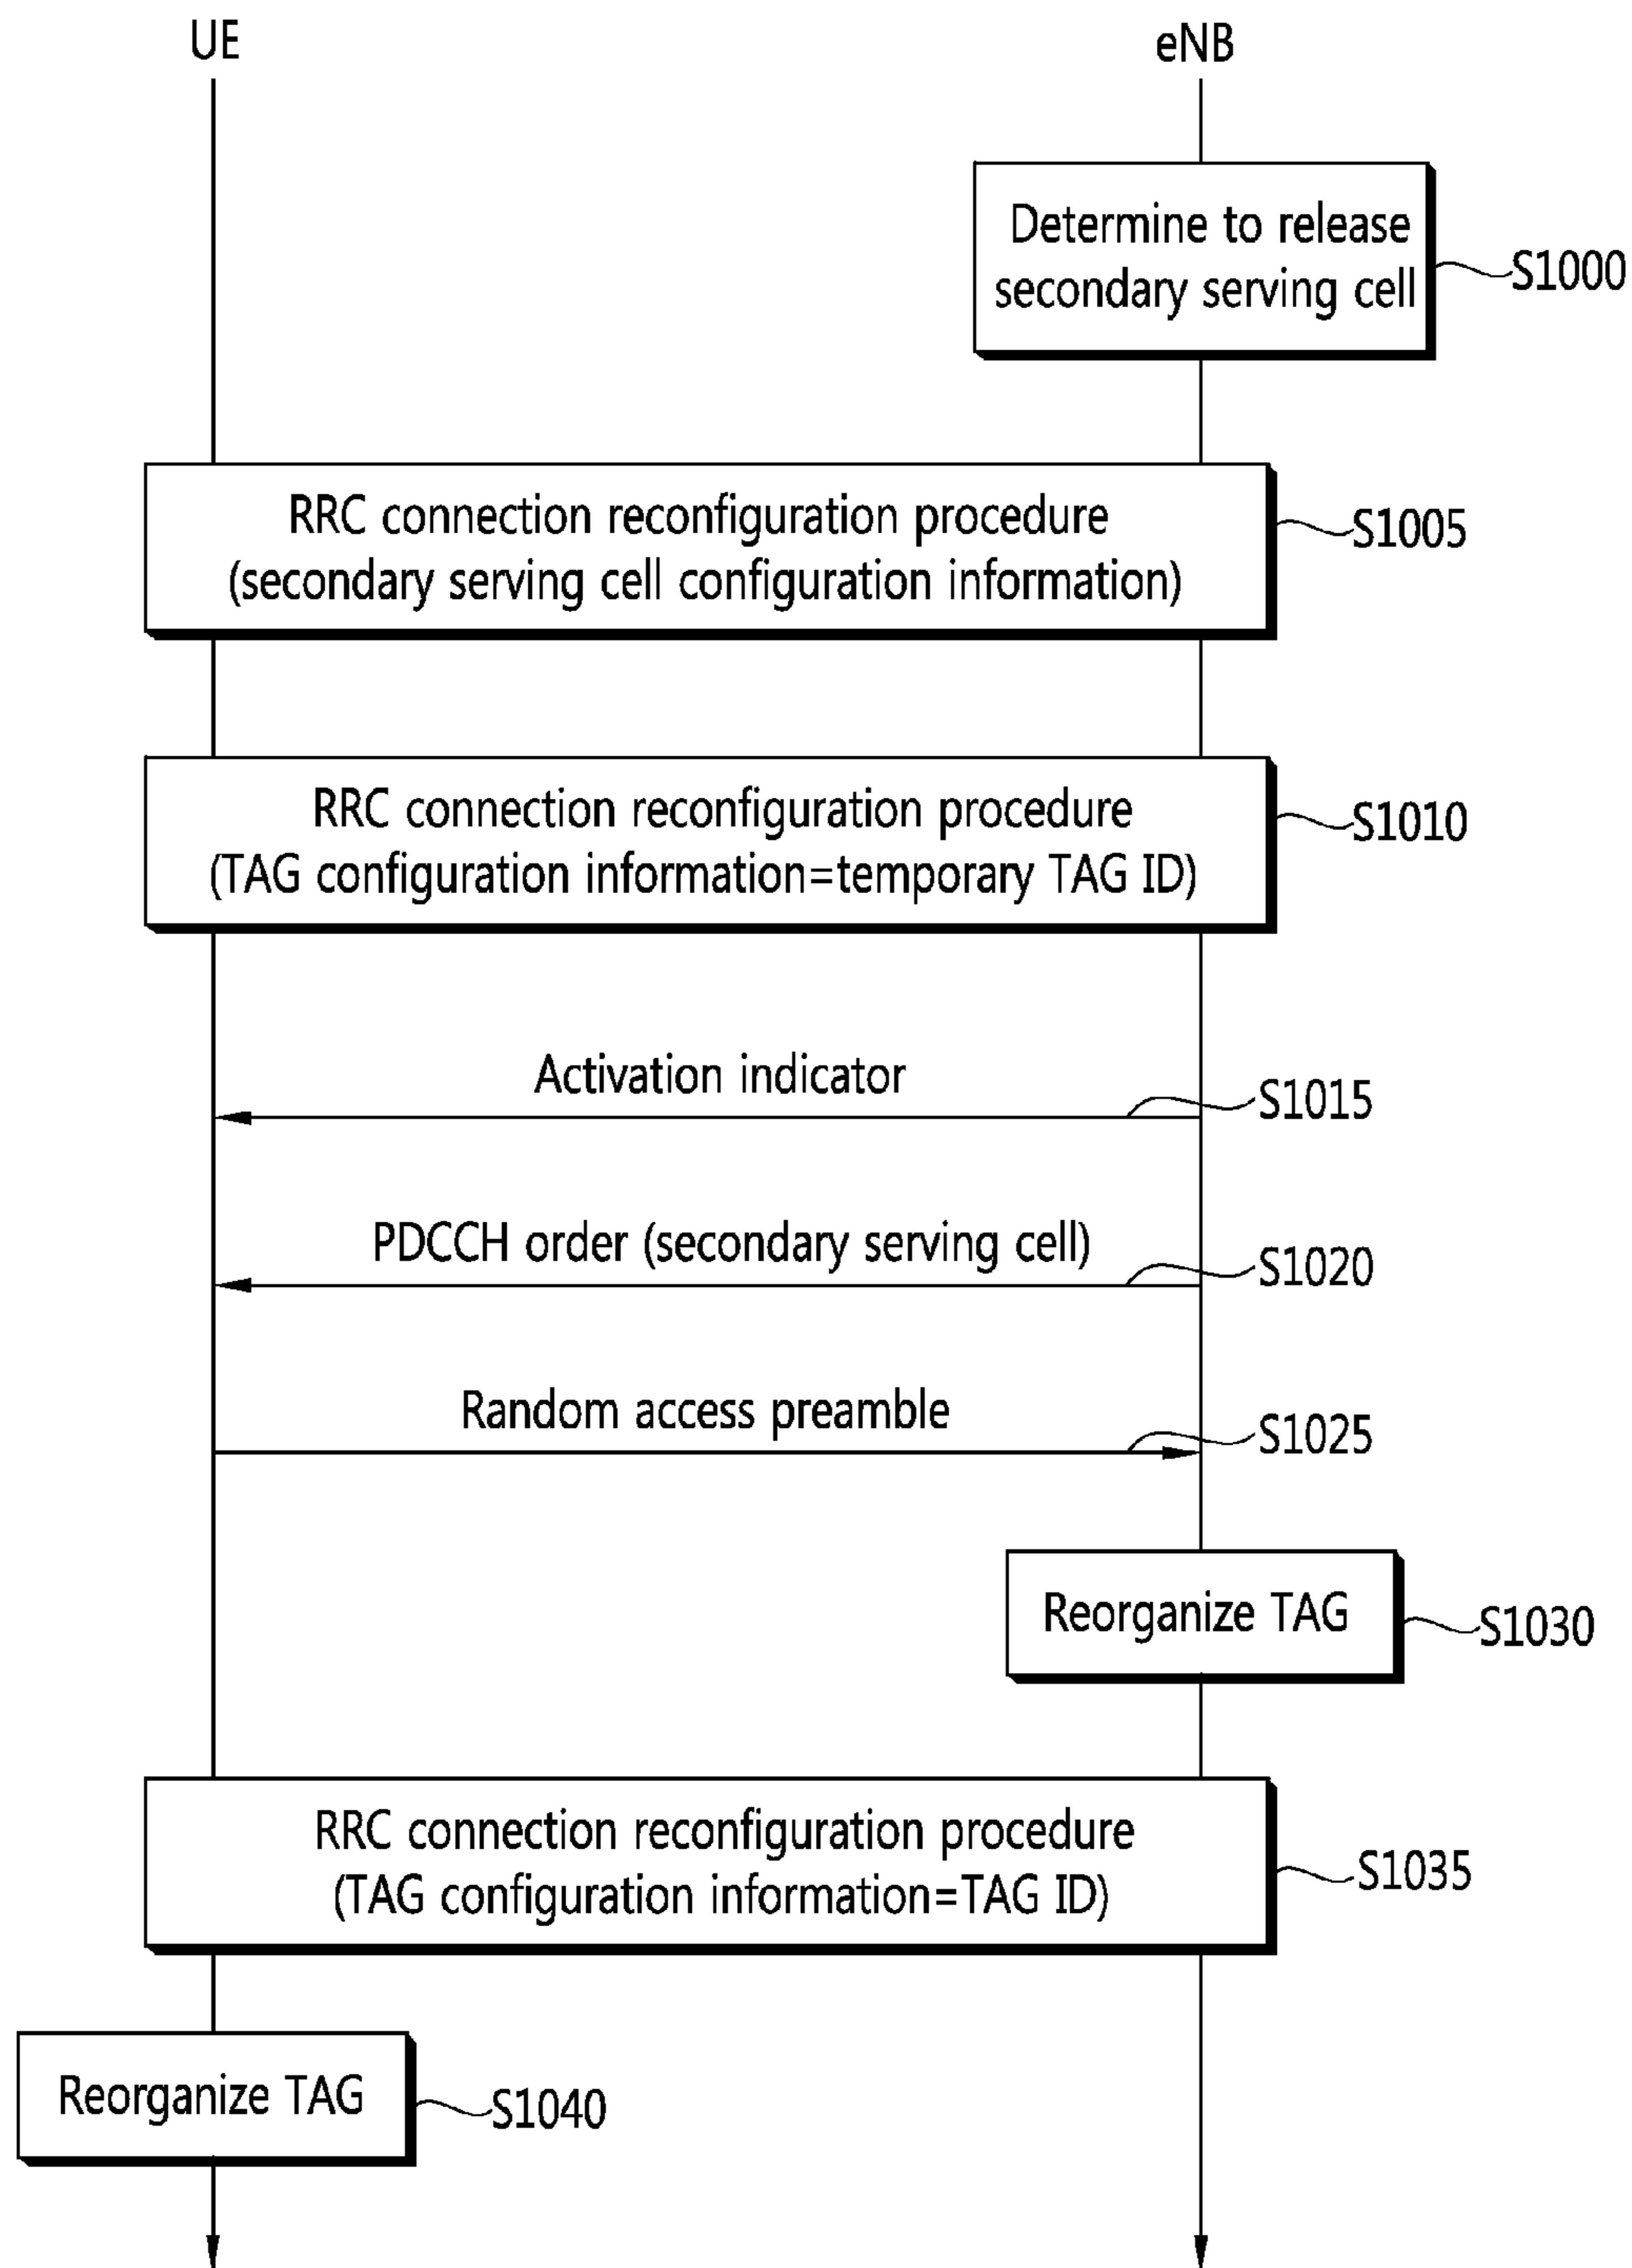 UE
eNB
Determine to release
secondary serving cell
S1000
RRC connection reconfiguration procedure
(secondary serving cell configuration information)
S1005
RRC connection reconfiguration procedure
(TAG configuration information=temporary TAG ID)
S1010
Activation indicator
S1015
PDCCH order (secondary serving cell)
S1020
Random access preamble
S1025
Reorganize TAG
S1030
RRC connection reconfiguration procedure
(TAG configuration information=TAG ID)
S1035
Reorganize TAG
S1040